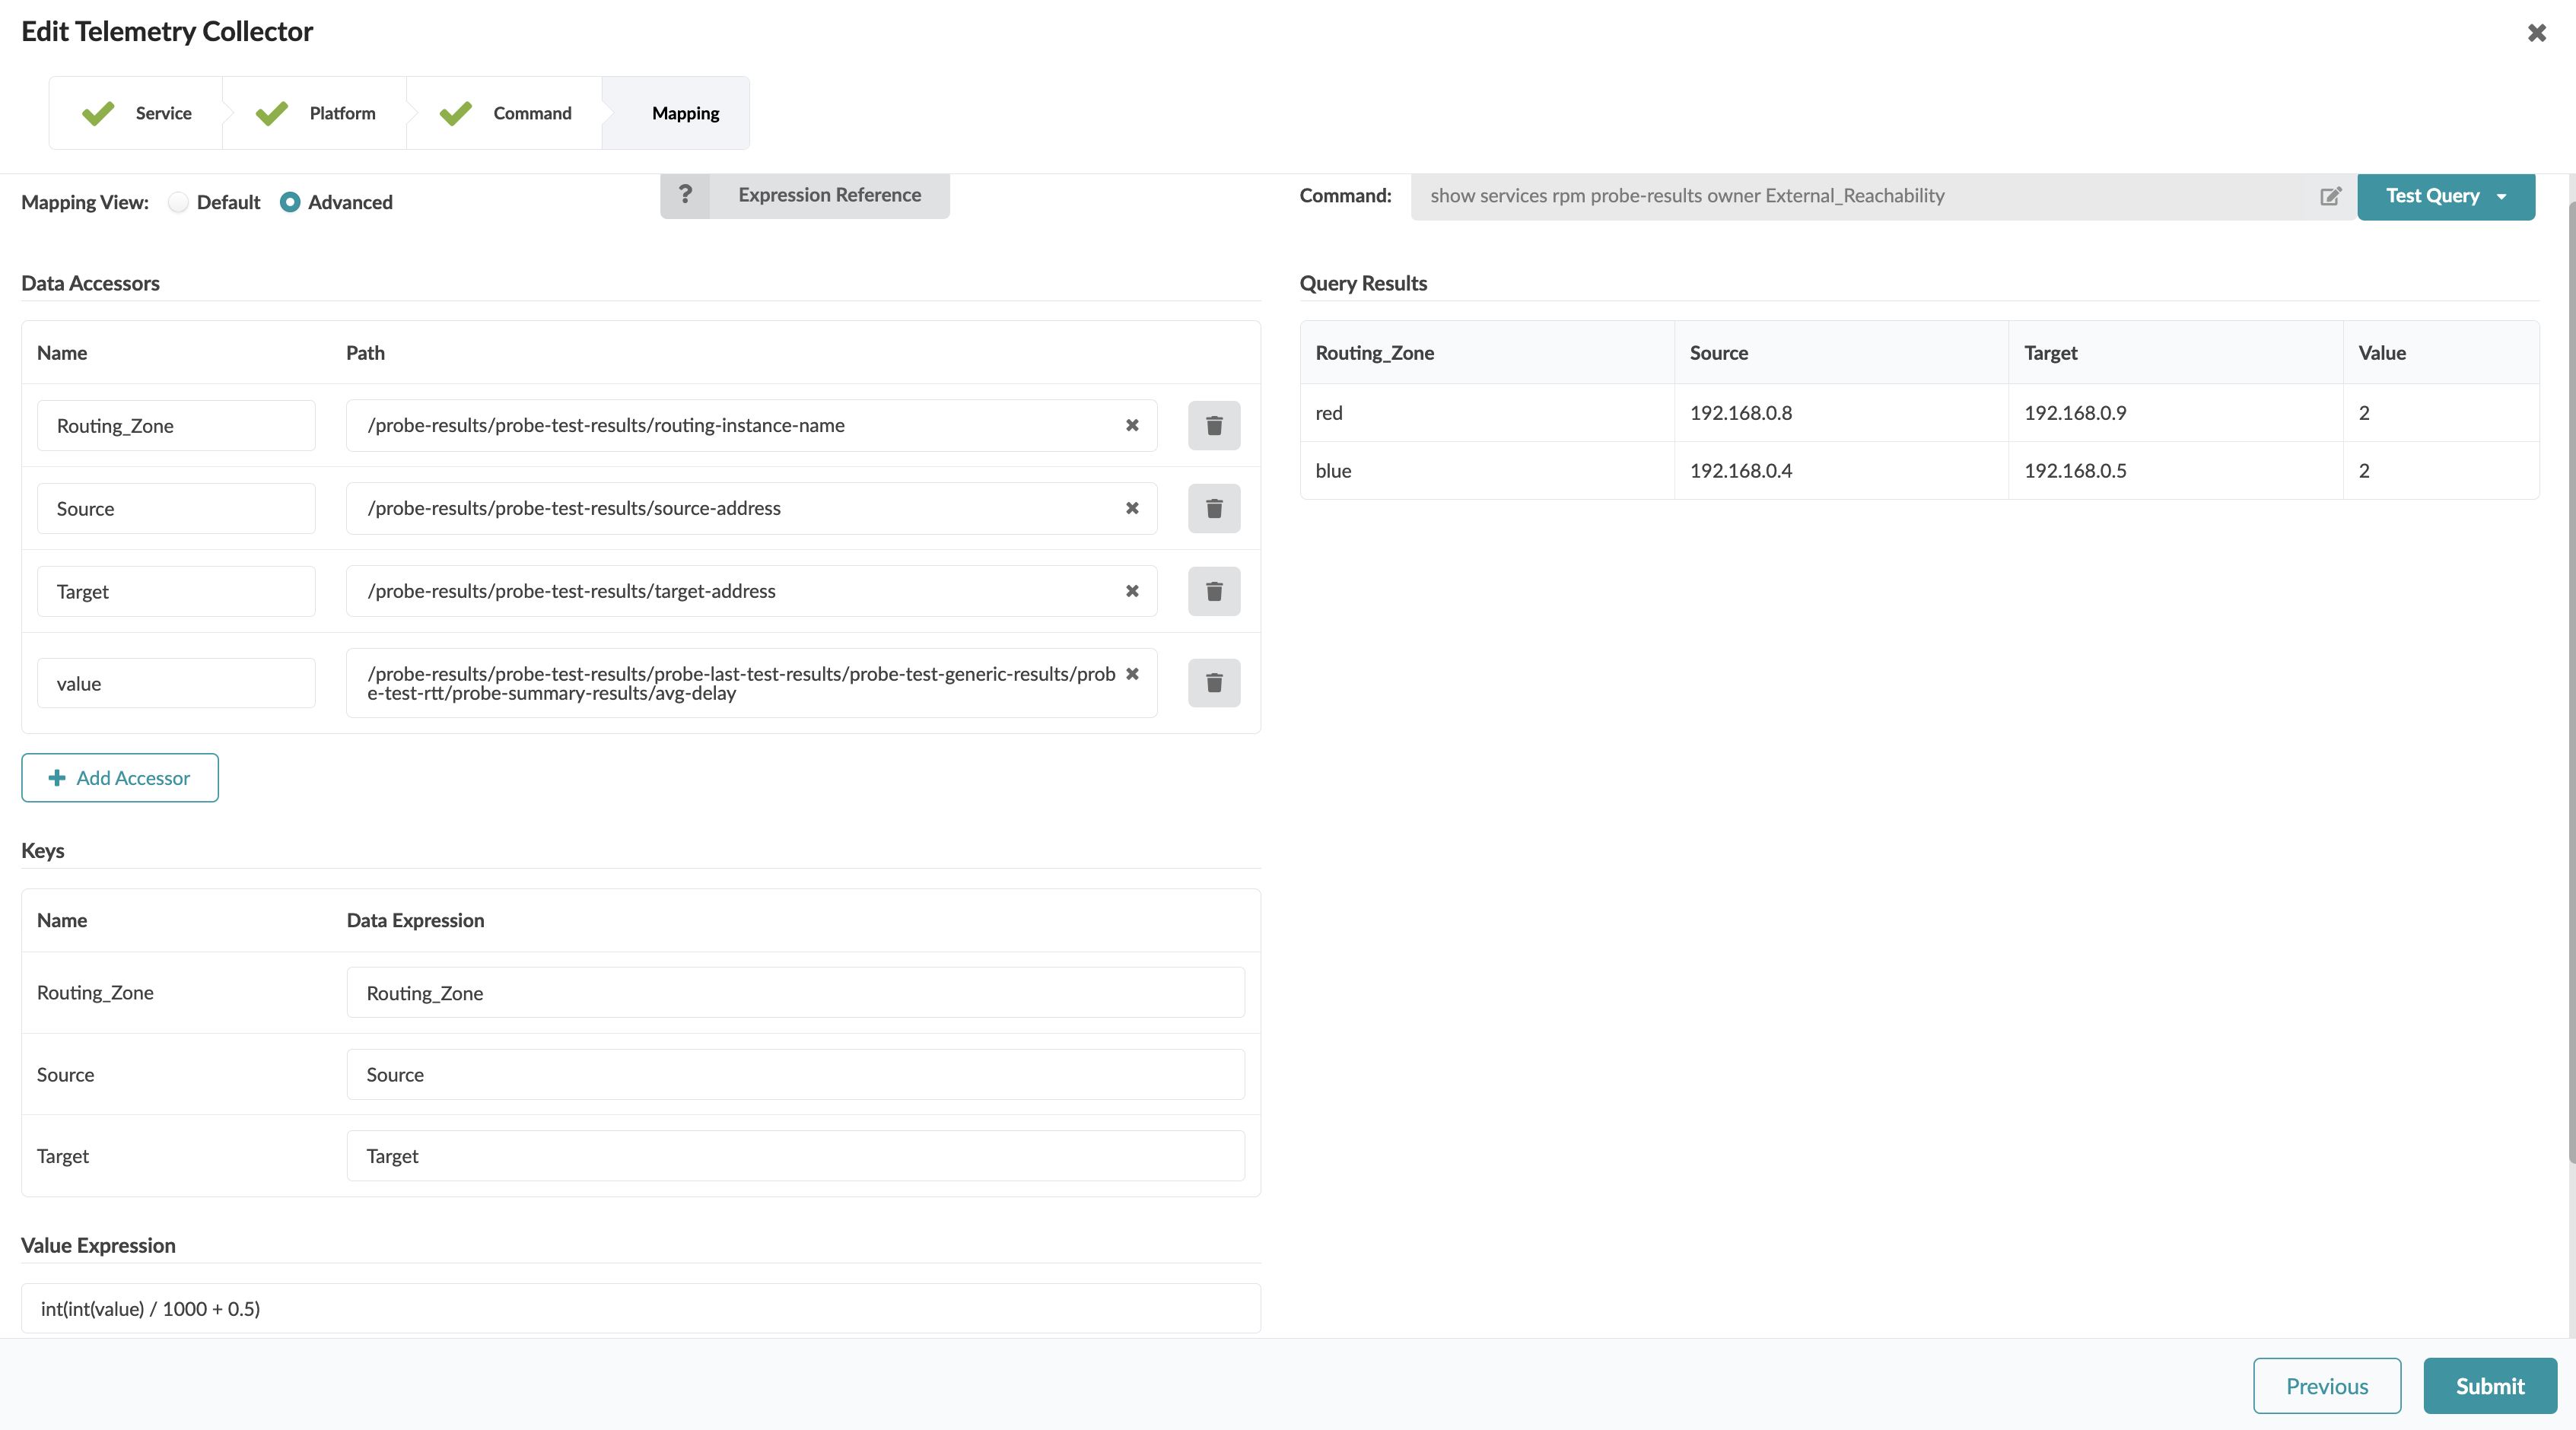 Edit Telemetry Collector
Service
Platform
Command
Mapping
Mapping View: Default Advanced
? Expression Reference
Command: show services rpm probe-results owner External_Reachability
Test Query
Data Accessors
Name Path
Routing_Zone /probe-results/probe-test-results/routing-instance-name
Source /probe-results/probe-test-results/source-address
Target /probe-results/probe-test-results/target-address
value /probe-results/probe-test-results/probe-last-test-results/probe-test-generic-results/prob
e-test-rtt/probe-summary-results/avg-delay
Add Accessor
Keys
Name Data Expression
Routing_Zone Routing_Zone
Source Source
Target Target
Value Expression
int(int(value) / 1000 + 0.5)
Query Results
Routing_Zone Source Target Value
red 192.168.0.8 192.168.0.9 2
blue 192.168.0.4 192.168.0.5 2
Previous
Submit